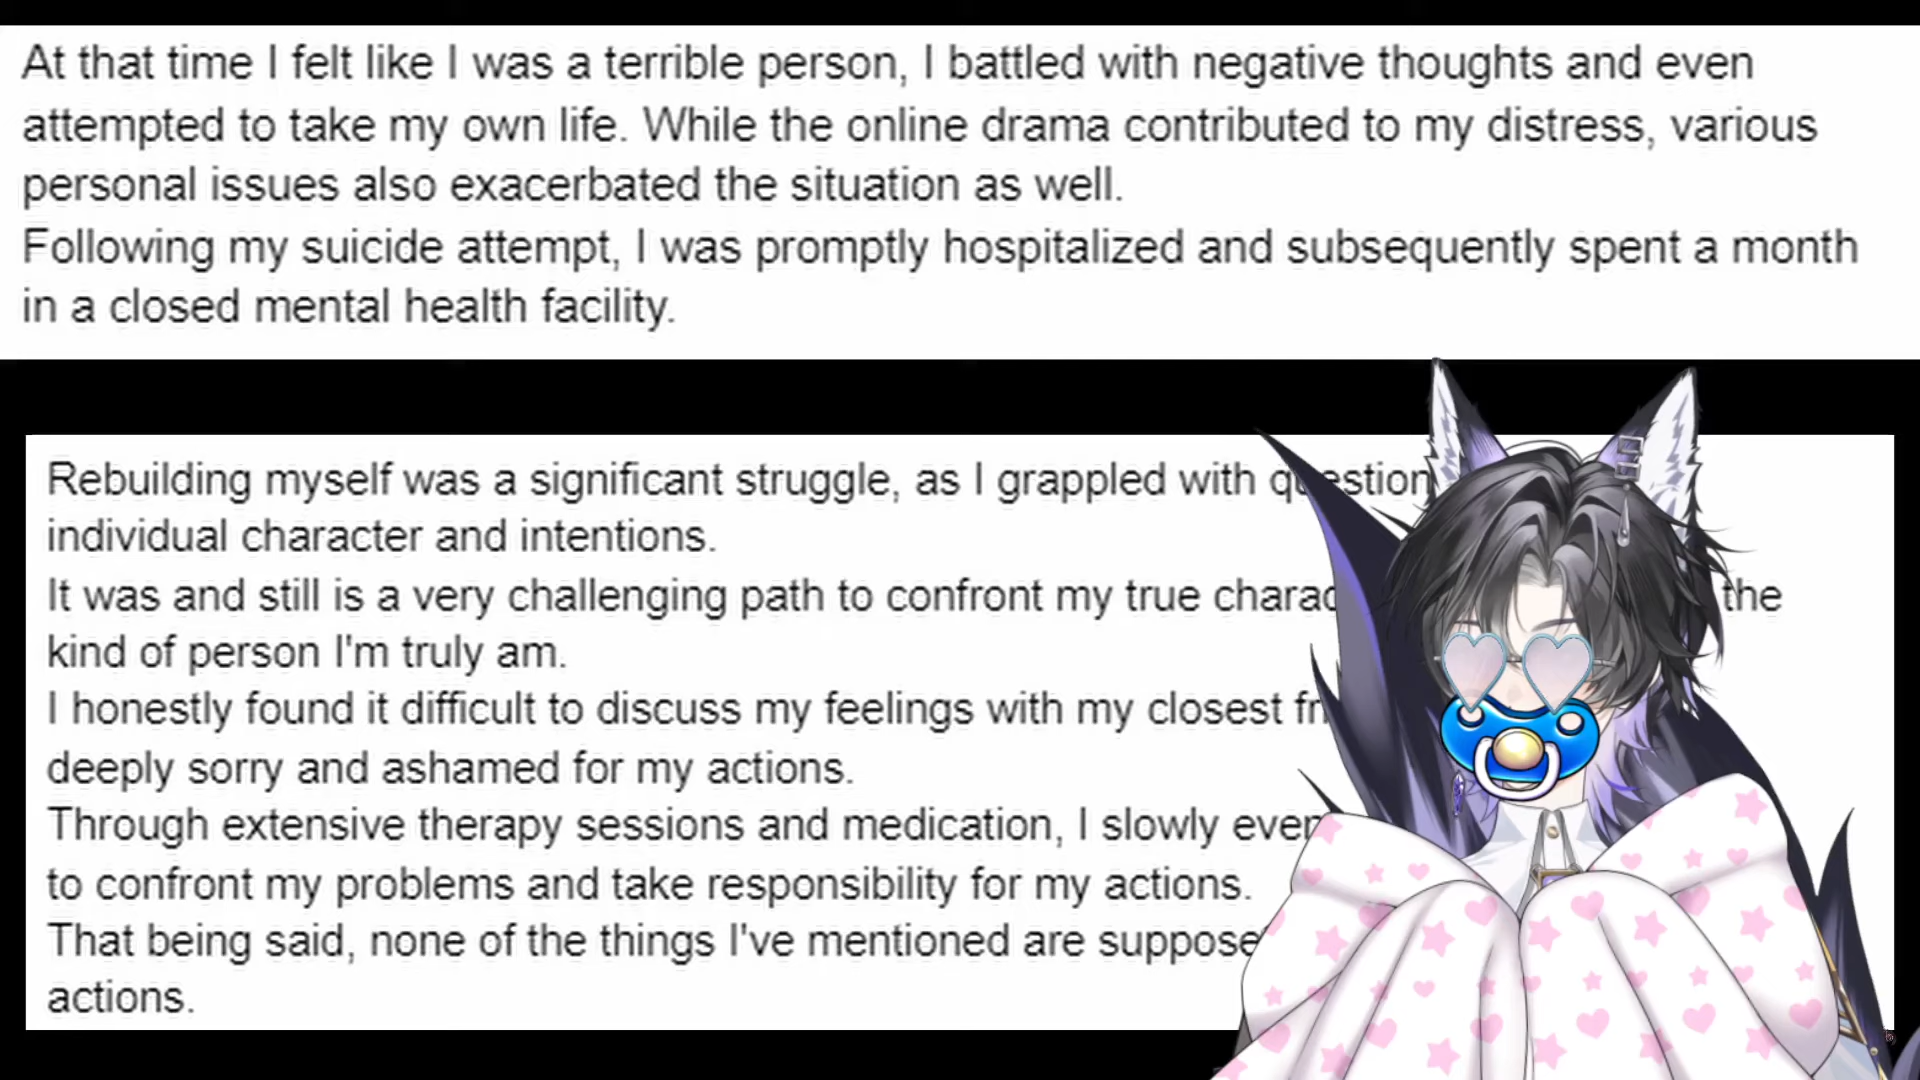 At that time I felt like I was a terrible person, I battled with negative thoughts and even
attempted to take my own life. While the online drama contributed to my distress, various
personal issues also exacerbated the situation as well.
Following my suicide attempt, I was promptly hospitalized and subsequently spent a month
in a closed mental health facility.
Rebuilding myself was a significant struggle, as I grappled with
individual character and intentions.
It was and still is a very challenging path to confront my true the
kind of person I'm truly am.
I honestly found it difficult to discuss my feelings with my closest
deeply sorry and ashamed for my actions.
Through extensive therapy sessions and medication, I slowly
to confront my problems and take responsibility for my actions.
That being said, none of the things I've mentioned are
actions.